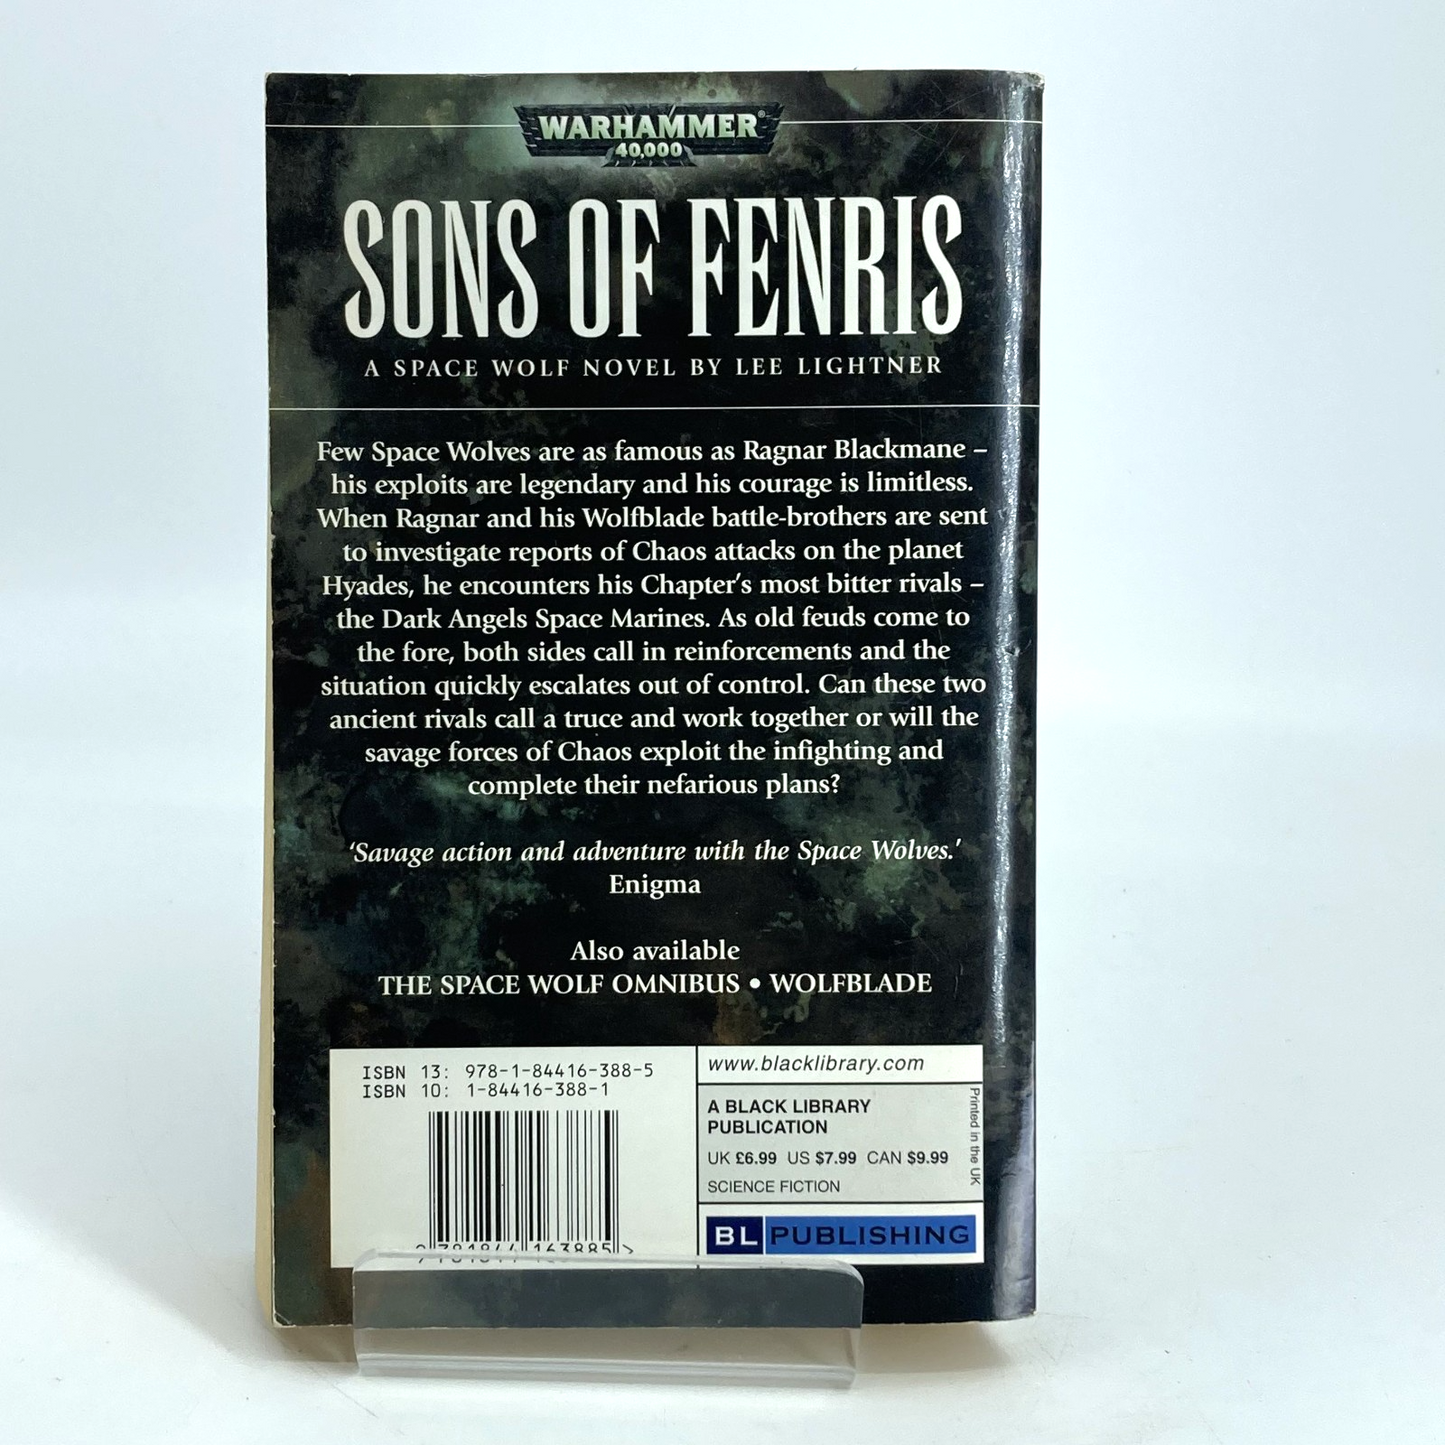 WARHAMMER®
40,000
SONS OF FENRIS
A SPACE WOLF NOVEL BY LEE LIGHTNER
Few Space Wolves are as famous as Ragnar Blackmane –
his exploits are legendary and his courage is limitless.
When Ragnar and his Wolfblade battle-brothers are sent
to investigate reports of Chaos attacks on the planet
Hyades, he encounters his Chapter's most bitter rivals –
the Dark Angels Space Marines. As old feuds come to
the fore, both sides call in reinforcements and the
situation quickly escalates out of control. Can these two
ancient rivals call a truce and work together or will the
savage forces of Chaos exploit the infighting and
complete their nefarious plans?
'Savage action and adventure with the Space Wolves.'
Enigma
Also available
THE SPACE WOLF OMNIBUS • WOLFBLADE
ISBN 13: 978-1-84416-388-5
ISBN 10: 1-84416-388-1
9 781844 163885 >
www.blacklibrary.com
A BLACK LIBRARY
PUBLICATION
UK £6.99 US $7.99 CAN $9.99
SCIENCE FICTION
Printed in the UK
BL PUBLISHING